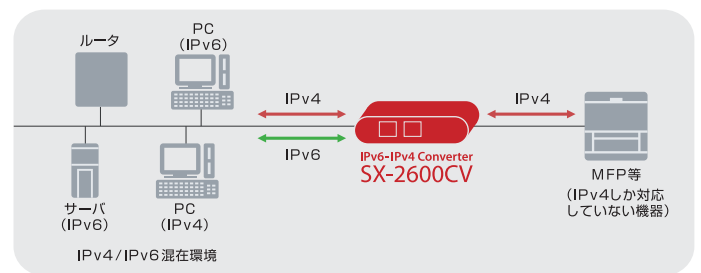 ルータ
PC
(IPv6)
IPv4
IPv4
IPv6
IPv6-IPv4 Converter
SX-2600CV
サーバ
(IPv6)
PC
(IPv4)
MFP等
(IPv4しか対応
していない機器)
IPv4/IPv6混在環境